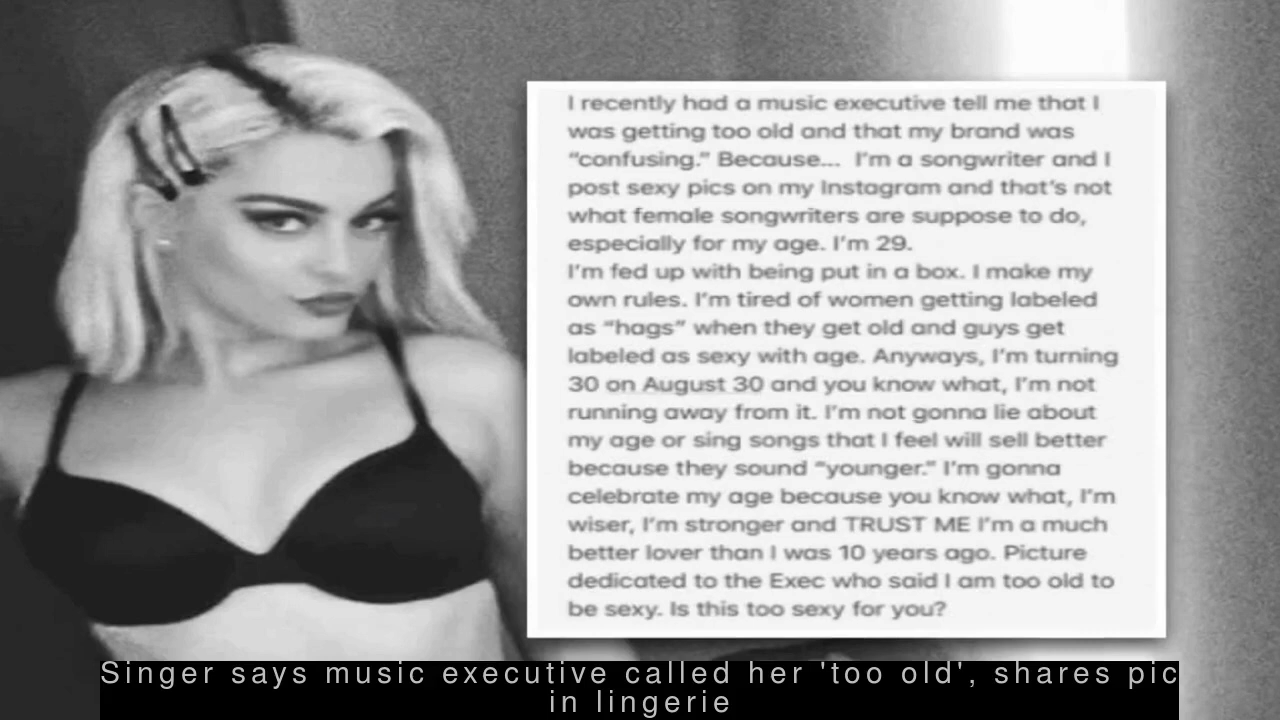 I recently had a music executive tell me that I
was getting too old and that my brand was
“confusing.” Because... I'm a songwriter and I
post sexy pics on my Instagram and that's not
what female songwriters are suppose to do,
especially for my age. I'm 29.
I'm fed up with being put in a box. I make my
own rules. I'm tired of women getting labeled
as “hags” when they get old and guys get
labeled as sexy with age. Anyways, I'm turning
30 on August 30 and you know what, I'm not
running away from it. I'm not gonna lie about
my age or sing songs that I feel will sell better
because they sound “younger.” I'm gonna
celebrate my age because you know what, I'm
wiser, I'm stronger and TRUST ME I'm a much
better lover than I was 10 years ago. Picture
dedicated to the Exec who said I am too old to
be sexy. Is this too sexy for you?
Singer says music executive called her 'too old', shares pic
in lingerie